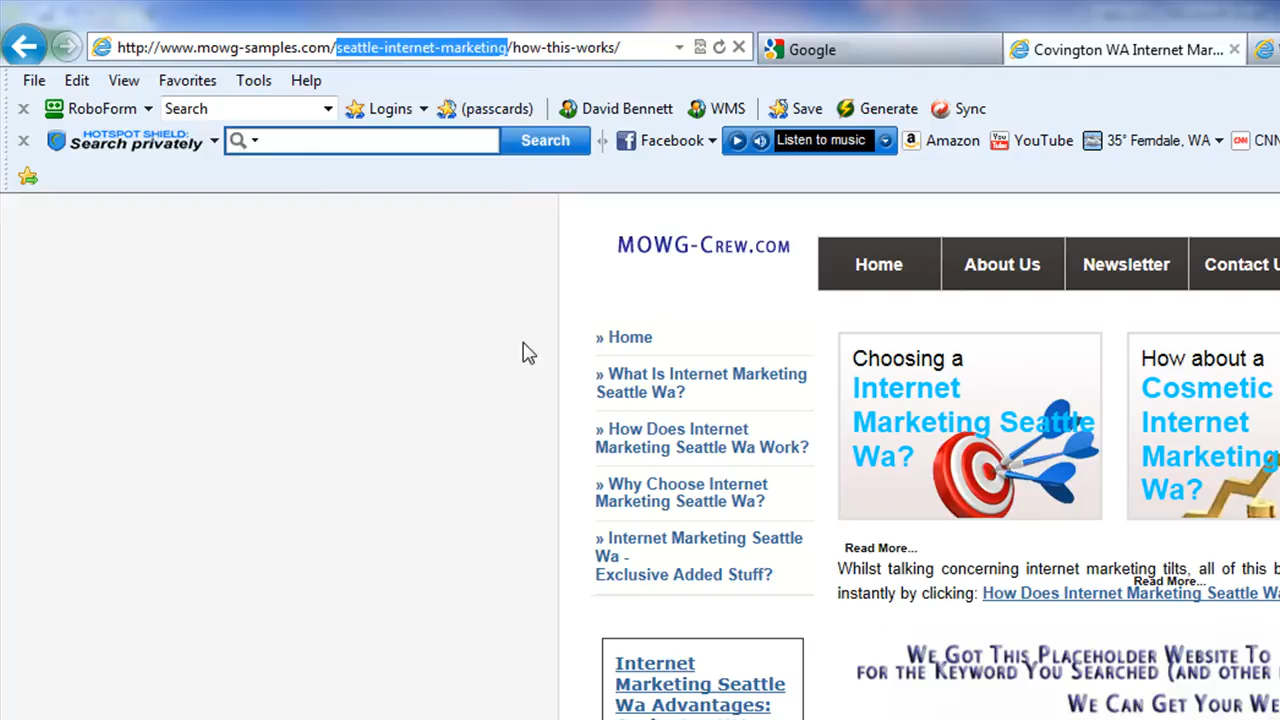 http://www.mowg-samples.com/seattle-internet-marketing/how-this-works/
Google
Covington WA Internet Mar...
File Edit View Favorites Tools Help
RoboForm Search Logins (passcards) David Bennett WMS Save Generate Sync
HOTSPOT SHIELD:
Search privately
Search
Facebook Listen to music Amazon YouTube 35° Ferndale, WA CNN
MOWG-Crew.com
Home About Us Newsletter Contact U
» Home
» What Is Internet Marketing
Seattle Wa?
» How Does Internet
Marketing Seattle Wa Work?
» Why Choose Internet
Marketing Seattle Wa?
» Internet Marketing Seattle
Wa -
Exclusive Added Stuff?
Internet
Marketing Seattle
Wa Advantages:
Choosing a
Internet
Marketing Seattle
Wa?
Read More...
How about a
Cosmetic
Internet
Marketing
Wa?
Read More...
Whilst talking concerning internet marketing tilts, all of this b
instantly by clicking: How Does Internet Marketing Seattle Wa
We Got This Placeholder Website To
for the Keyword You Searched (and other
We Can Get Your We